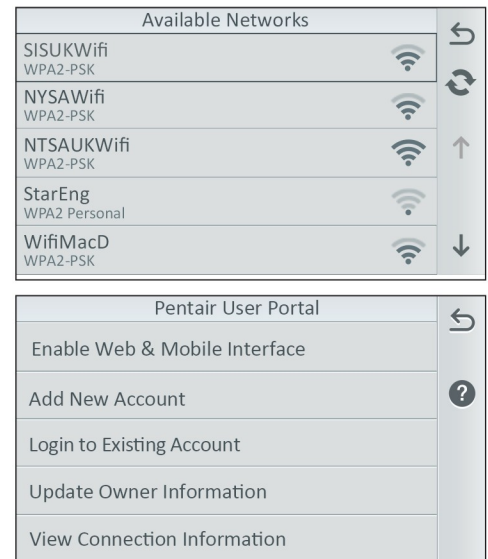 Available Networks
SISUKWifi
WPA2-PSK
NYSAWifi
WPA2-PSK
NTSAUKWifi
WPA2-PSK
StarEng
WPA2 Personal
WifiMacD
WPA2-PSK
Pentair User Portal
Enable Web & Mobile Interface
?
Add New Account
Login to Existing Account
Update Owner Information
View Connection Information